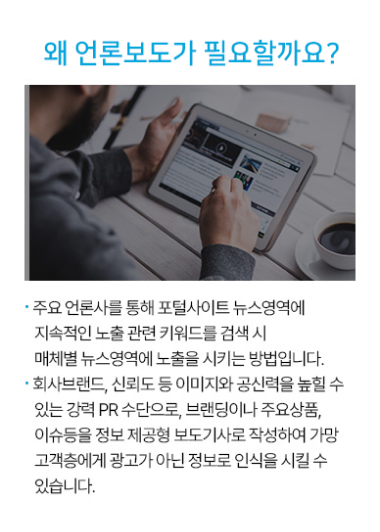 왜 언론보도가 필요할까요?
· 주요 언론사를 통해 포털사이트 뉴스영역에
지속적인 노출 관련 키워드를 검색 시
매체별 뉴스영역에 노출을 시키는 방법입니다.
· 회사브랜드, 신뢰도 등 이미지와 공신력을 높힐 수
있는 강력 PR 수단으로, 브랜딩이나 주요상품,
이슈등을 정보 제공형 보도기사로 작성하여 가망
고객층에게 광고가 아닌 정보로 인식을 시킬 수
있습니다.